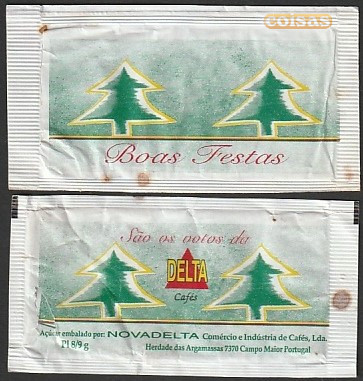 coisas
Boas Festas
São os votos da
DELTA
Cafés
Açúcar embalado por: NOVADELTA Comércio e Indústria de Cafés, Lda.
Pl 8/9 g
Herdade das Argamassas 7370 Campo Maior Portugal